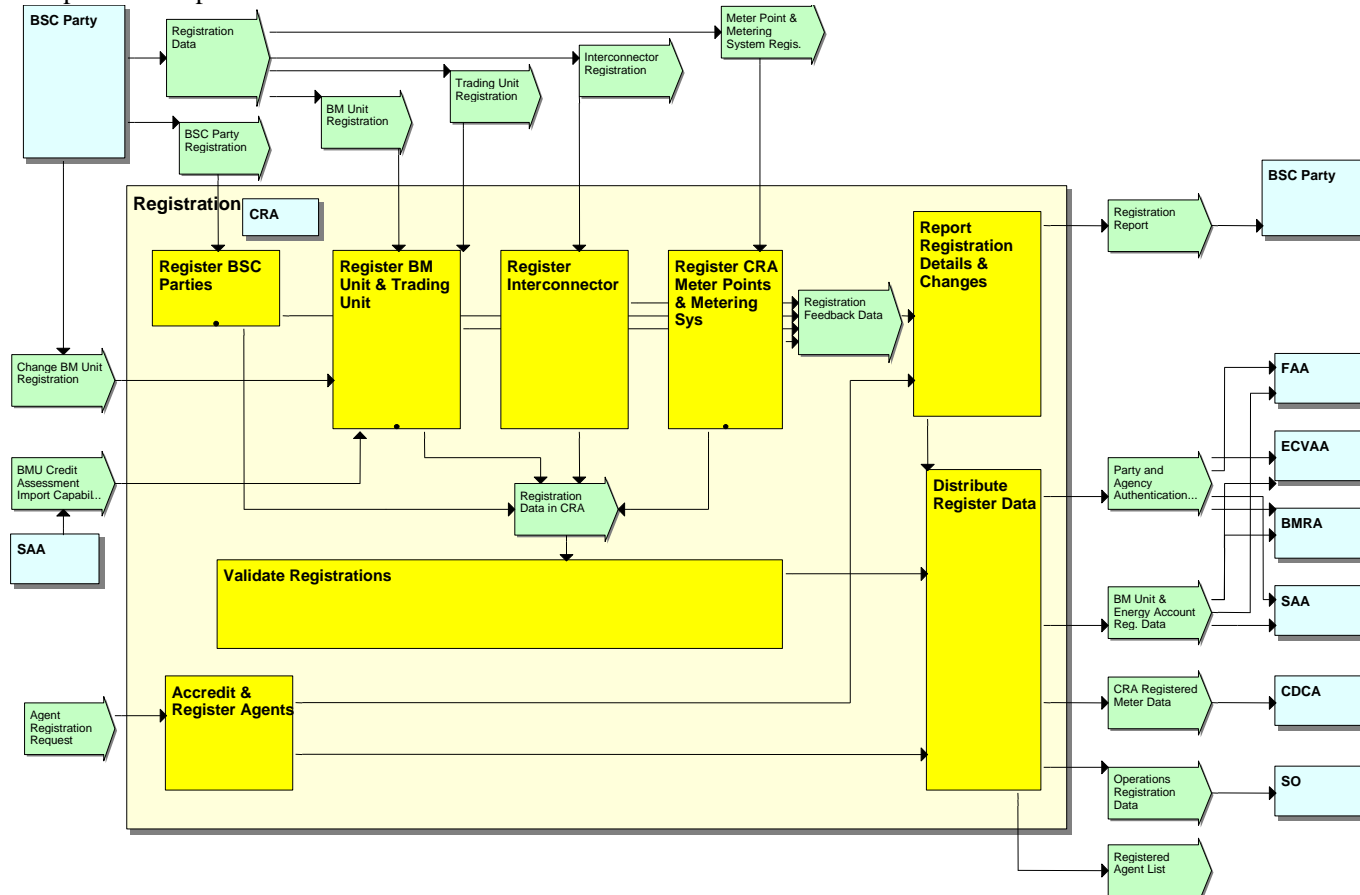 BSC Party
Registration
Data
Meter Point &
Metering
System Regis.
Interconnector
Registration
Trading Unit
Registration
BM Unit
Registration
BSC Party
Registration
BSC Party
Registration
Report
Registration
CRA
Report
Registration
Details &
Changes
Register BSC
Parties
Register BM
Unit & Trading
Unit
Register
Interconnector
Register CRA
Meter Points
& Metering
Sys
Registration
Feedback Data
Change BM Unit
Registration
FAA
ECVAA
BMU Credit
Assessment
Import Capabil...
Registration
Data in CRA
Distribute
Register Data
Party and
Agency
Authentication...
BMRA
SAA
Validate Registrations
BM Unit &
Energy Account
Reg. Data
SAA
Accredit &
Register Agents
Agent
Registration
Request
CRA Registered
Meter Data
CDCA
Operations
Registration
Data
SO
Registered
Agent List